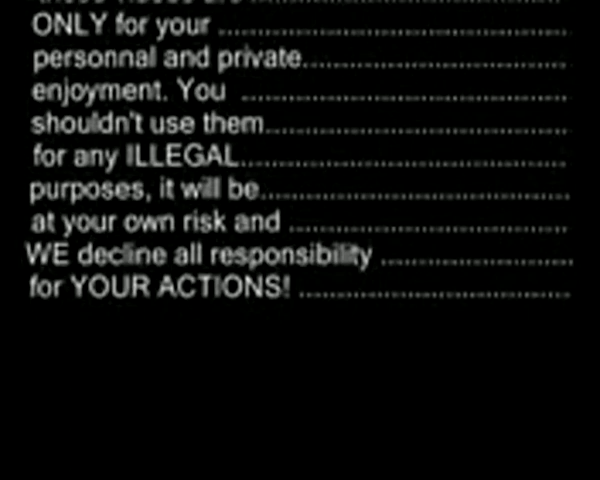 ONLY for your ..........................................
personnal and private................................
enjoyment. You ......................................
shouldn't use them....................................
for any ILLEGAL.......................................
purposes, it will be.....................................
at your own risk and .................................
WE decline all responsibility ......................
for YOUR ACTIONS! ................................